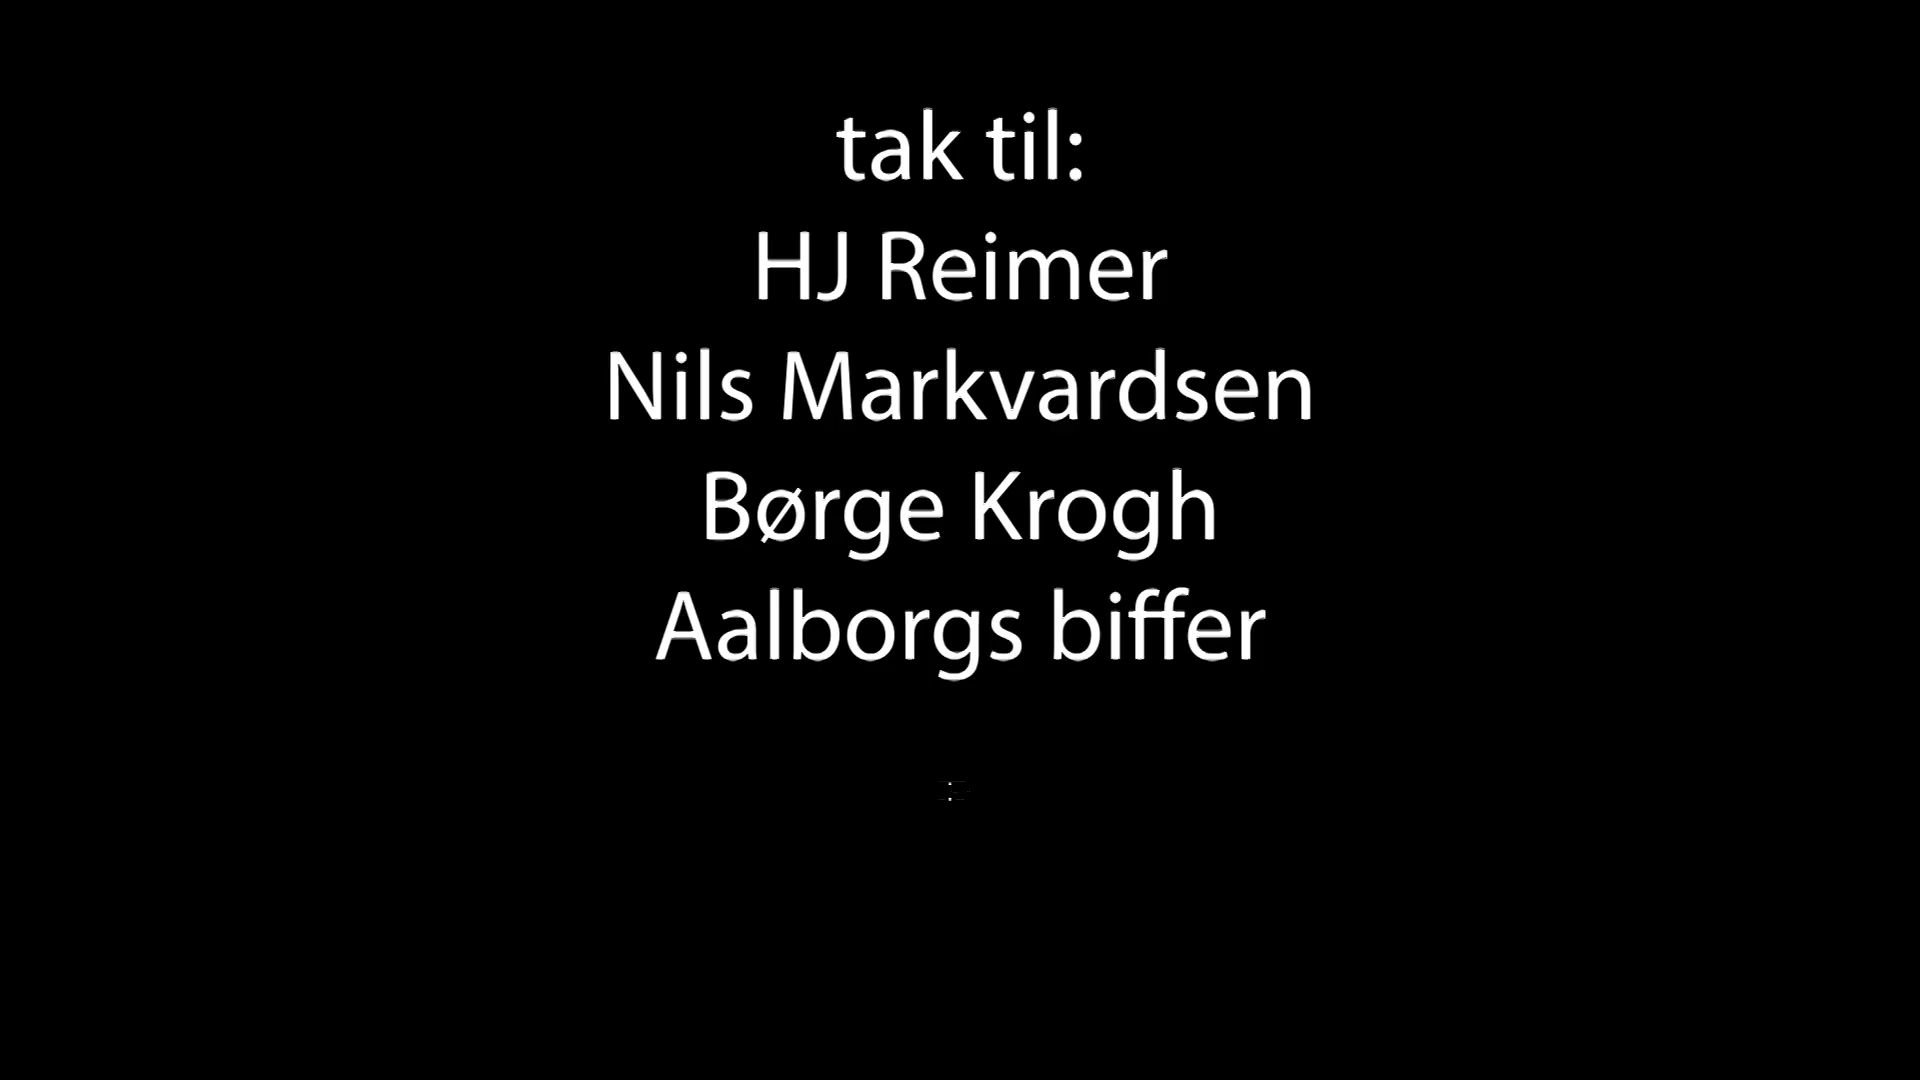 tak til:
HJ Reimer
Nils Markvardsen
Børge Krogh
Aalborgs biffer